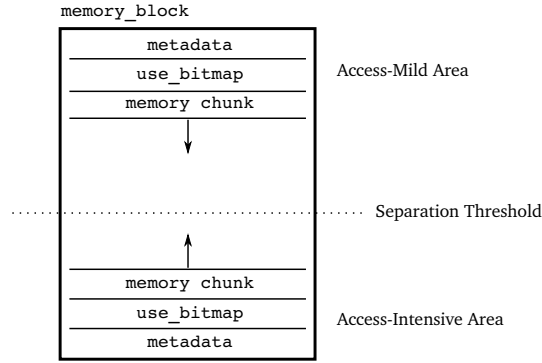 memory_block
metadata
use_bitmap
memory chunk
Access-Mild Area
Separation Threshold
memory chunk
use_bitmap
metadata
Access-Intensive Area